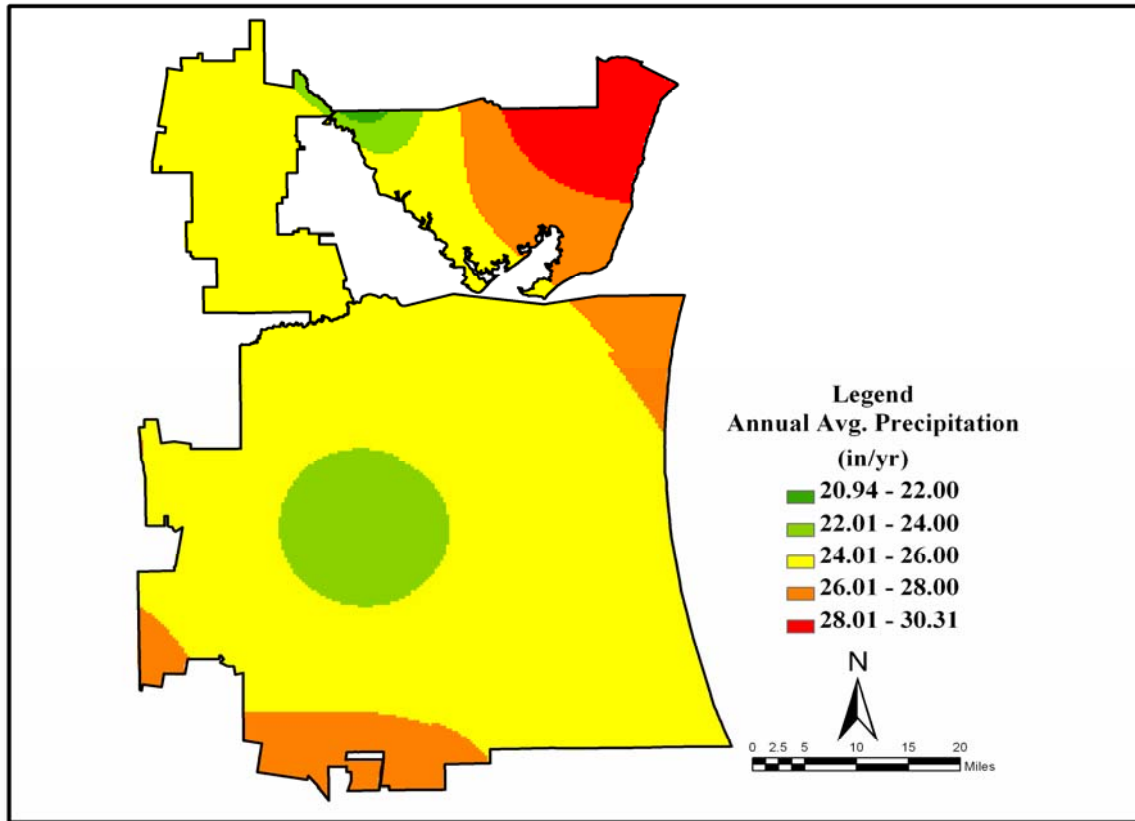 Legend
Annual Avg. Precipitation
(in/yr)
20.94 - 22.00
22.01 - 24.00
24.01 - 26.00
26.01 - 28.00
28.01 - 30.31
N
0 2.5 5 10 15 20
Miles